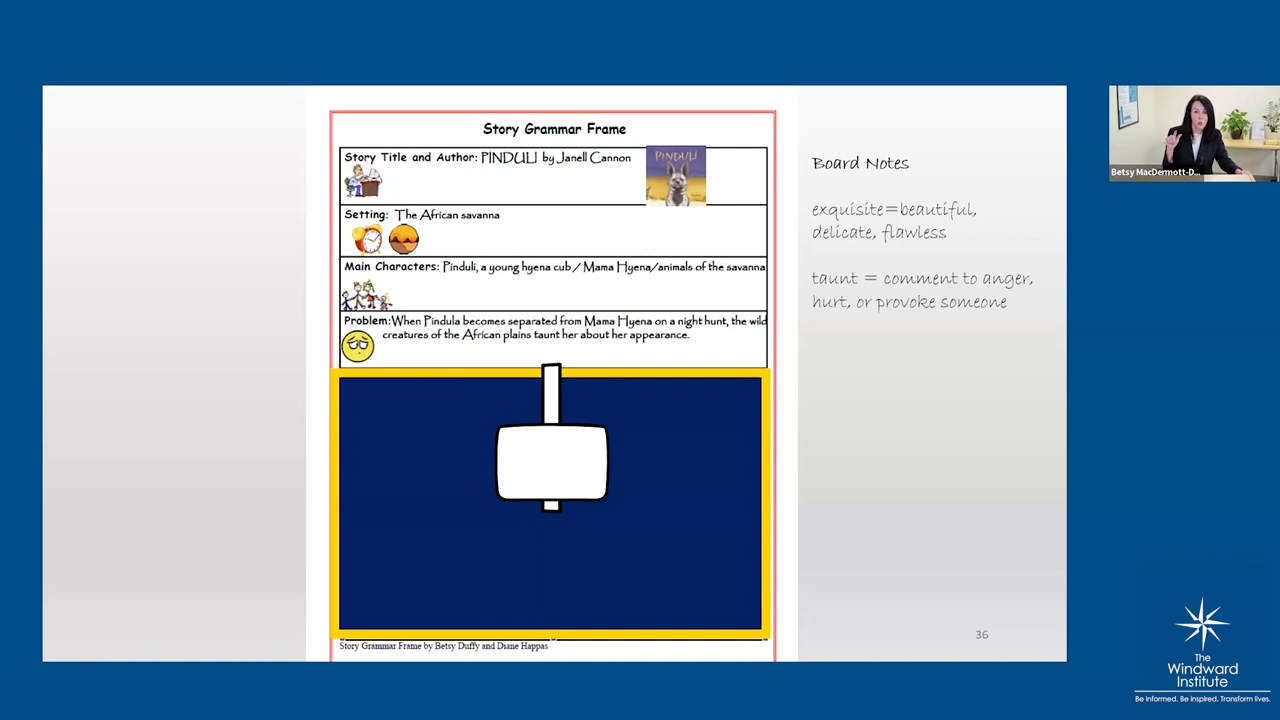 Story Grammar Frame
Story Title and Author: PINDULI by Janell Cannon
PINDULI
Setting: The African savanna
Main Characters: Pinduli, a young hyena cub / Mama Hyena/animals of the savanna
Problem:When Pindula becomes separated from Mama Hyena on a night hunt, the wild
creatures of the African plains taunt her about her appearance.
Story Grammar Frame by Betsy Duffy and Diane Happas
Board Notes
exquisite=beautiful,
delicate, flawless
taunt = comment to anger,
hurt, or provoke someone
36
Betsy MacDermott-D...
The
Windward
Institute
Be informed. Be inspired. Transform lives.